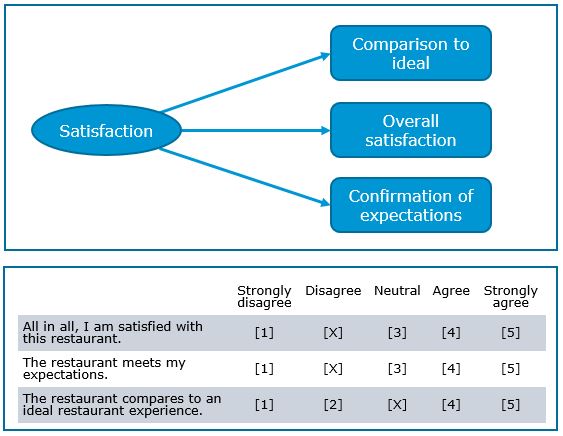 Satisfaction
Comparison to
ideal
Overall
satisfaction
Confirmation of
expectations
Strongly
disagree
Disagree
Neutral
Agree
Strongly
agree
All in all, I am satisfied with
this restaurant.
[1] [X] [3] [4] [5]
The restaurant meets my
expectations.
[1] [X] [3] [4] [5]
The restaurant compares to an
ideal restaurant experience.
[1] [2] [X] [4] [5]